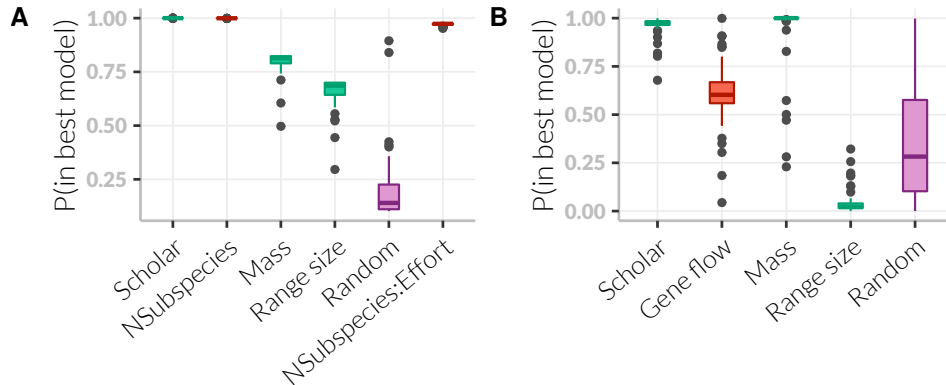 A
P(in best model)
1.00
0.75
0.50
0.25
Scholar
NSubspecies
Mass
Range size
Random
NSubspecies:Effort
B
P(in best model)
1.00
0.75
0.50
0.25
0.00
Scholar
Gene flow
Mass
Range size
Random